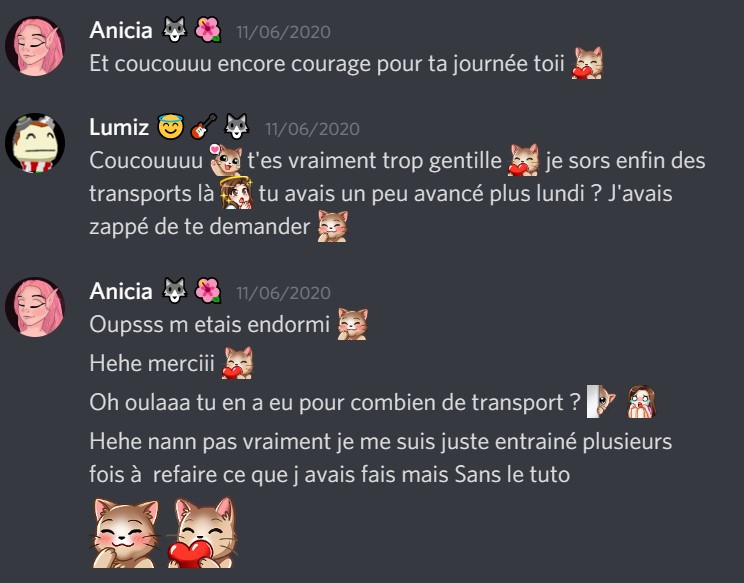 Anicia 🐺 🌺 11/06/2020
Et coucouuu encore courage pour ta journée toii
Lumiz 😇 🎸 🐺 11/06/2020
Coucouuuu t'es vraiment trop gentille je sors enfin des
transports là tu avais un peu avancé plus lundi ? J'avais
zappé de te demander
Anicia 🐺 🌺 11/06/2020
Oupsss m etais endormi
Hehe merciii
Oh oulaaa tu en a eu pour combien de transport ?
Hehe nann pas vraiment je me suis juste entrainé plusieurs
fois à refaire ce que j avais fais mais Sans le tuto